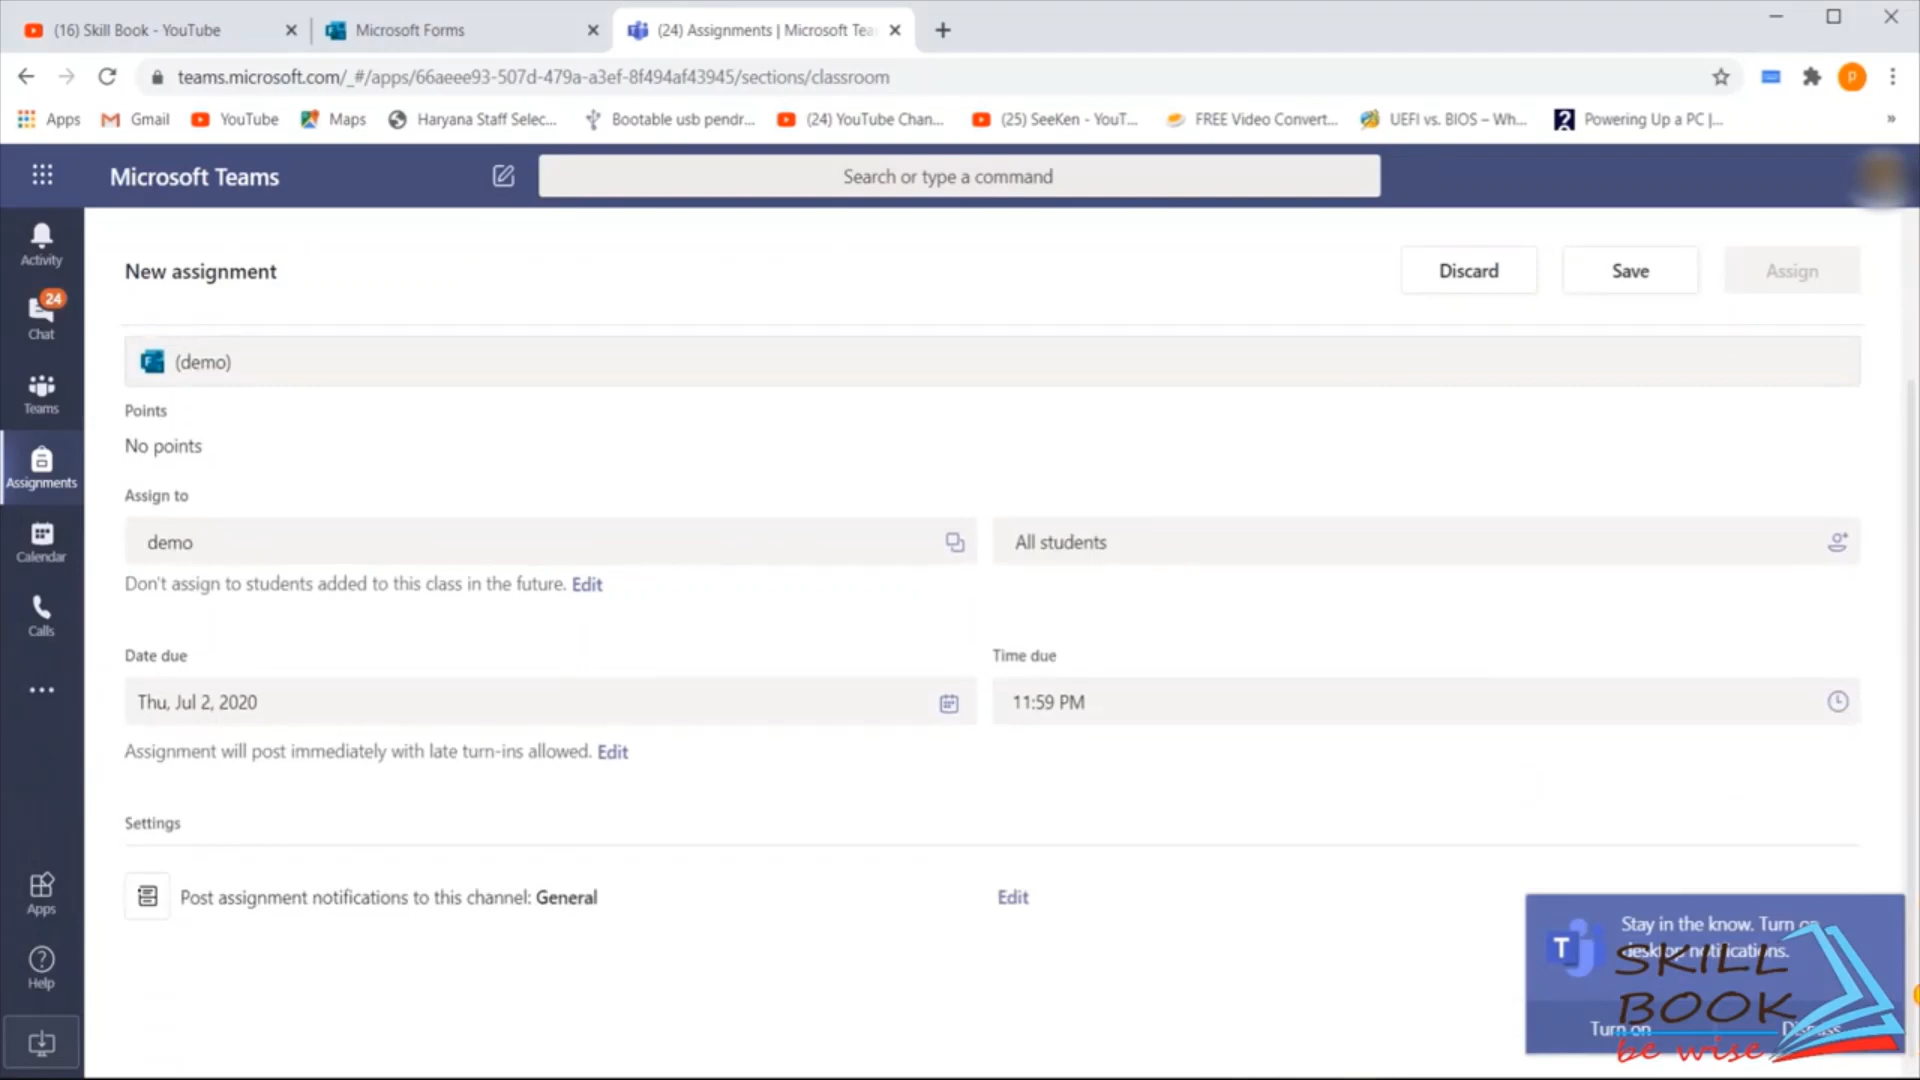 (16) Skill Book - YouTube
Microsoft Forms
(24) Assignments | Microsoft Tea
teams.microsoft.com/_#/apps/66aeee93-507d-479a-a3ef-8f494af43945/sections/classroom
P
Apps
Gmail
YouTube
Maps
Haryana Staff Selec...
Bootable usb pendr...
(24) YouTube Chan...
(25) SeeKen - YouT...
FREE Video Convert...
UEFI vs. BIOS – Wh...
Powering Up a PC |...
»
Microsoft Teams
Search or type a command
Activity
24
Chat
Teams
Assignments
Calendar
Calls
Apps
Help
New assignment
Discard
Save
Assign
(demo)
Points
No points
Assign to
demo
All students
Don't assign to students added to this class in the future. Edit
Date due
Time due
Thu, Jul 2, 2020
11:59 PM
Assignment will post immediately with late turn-ins allowed. Edit
Settings
Post assignment notifications to this channel: General
Edit
Stay in the know. Turn on
desktop notifications.
Turn on
Dismiss
SKILL
BOOK
be wise